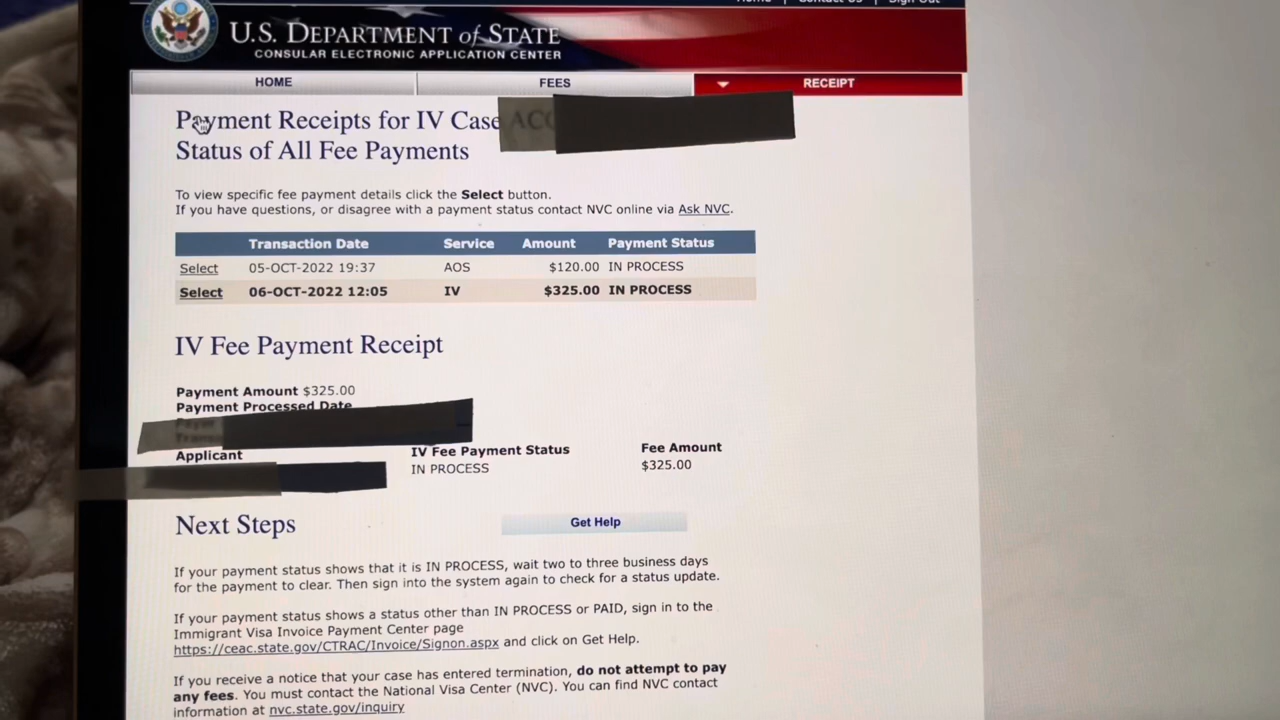 Home | Contact Us | Sign Out
U.S. DEPARTMENT of STATE
CONSULAR ELECTRONIC APPLICATION CENTER
HOME FEES RECEIPT
Payment Receipts for IV Case
Status of All Fee Payments
To view specific fee payment details click the Select button.
If you have questions, or disagree with a payment status contact NVC online via Ask NVC.
Transaction Date Service Amount Payment Status
Select 05-OCT-2022 19:37 AOS $120.00 IN PROCESS
Select 06-OCT-2022 12:05 IV $325.00 IN PROCESS
IV Fee Payment Receipt
Payment Amount $325.00
Payment Processed Date
Applicant IV Fee Payment Status Fee Amount
IN PROCESS $325.00
Next Steps
Get Help
If your payment status shows that it is IN PROCESS, wait two to three business days
for the payment to clear. Then sign into the system again to check for a status update.
If your payment status shows a status other than IN PROCESS or PAID, sign in to the
Immigrant Visa Invoice Payment Center page
https://ceac.state.gov/CTRAC/Invoice/Signon.aspx and click on Get Help.
If you receive a notice that your case has entered termination, do not attempt to pay
any fees. You must contact the National Visa Center (NVC). You can find NVC contact
information at nvc.state.gov/inquiry